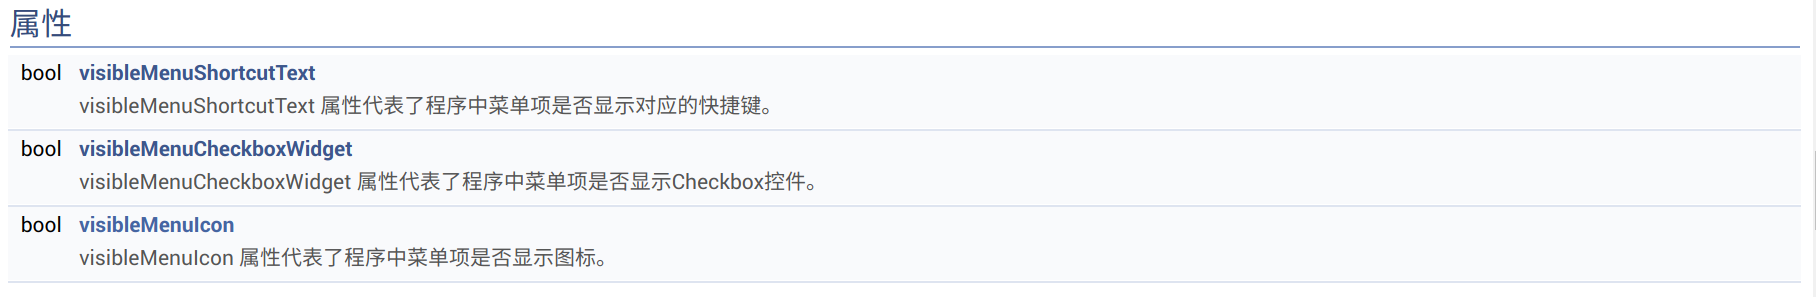 属性
bool visibleMenuShortcutText
visibleMenuShortcutText 属性代表了程序中菜单项是否显示对应的快捷键。
bool visibleMenuCheckboxWidget
visibleMenuCheckboxWidget 属性代表了程序中菜单项是否显示Checkbox控件。
bool visibleMenuIcon
visibleMenuIcon 属性代表了程序中菜单项是否显示图标。